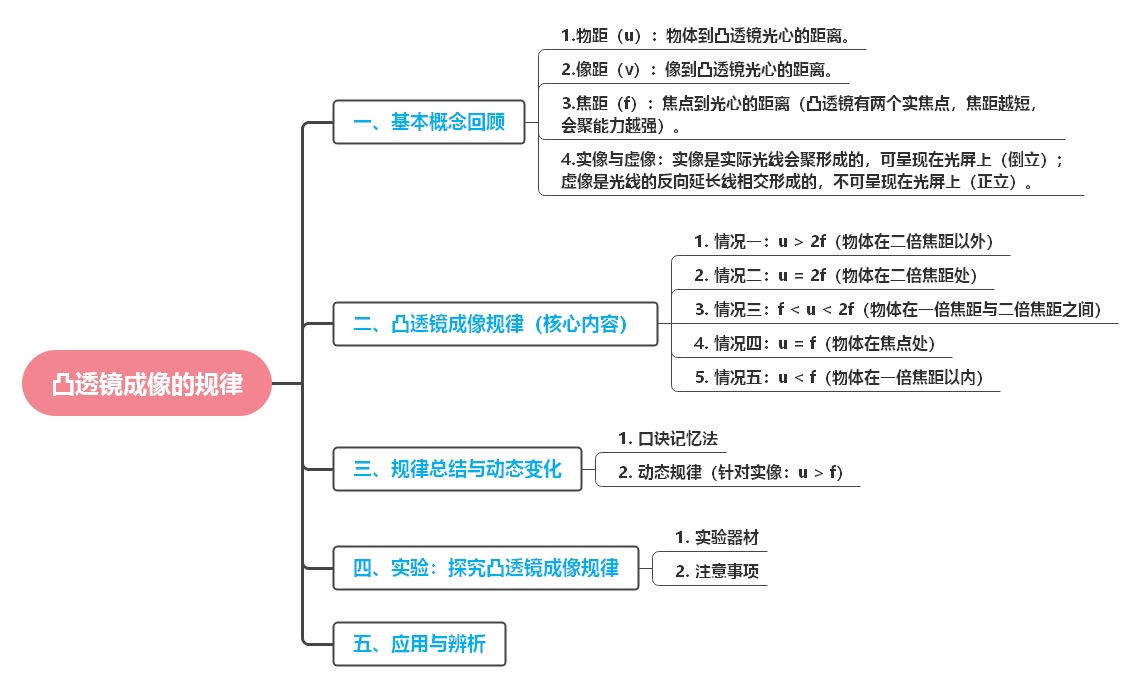 凸透镜成像的规律
一、基本概念回顾
1.物距（u）：物体到凸透镜光心的距离。
2.像距（v）：像到凸透镜光心的距离。
3.焦距（f）：焦点到光心的距离（凸透镜有两个实焦点，焦距越短，
会聚能力越强）。
4.实像与虚像：实像是实际光线会聚形成的，可呈现在光屏上（倒立）；
虚像是光线的反向延长线相交形成的，不可呈现在光屏上（正立）。
二、凸透镜成像规律（核心内容）
1. 情况一：u > 2f（物体在二倍焦距以外）
2. 情况二：u = 2f（物体在二倍焦距处）
3. 情况三：f < u < 2f（物体在一倍焦距与二倍焦距之间）
4. 情况四：u = f（物体在焦点处）
5. 情况五：u < f（物体在一倍焦距以内）
三、规律总结与动态变化
1. 口诀记忆法
2. 动态规律（针对实像：u > f）
四、实验：探究凸透镜成像规律
1. 实验器材
2. 注意事项
五、应用与辨析